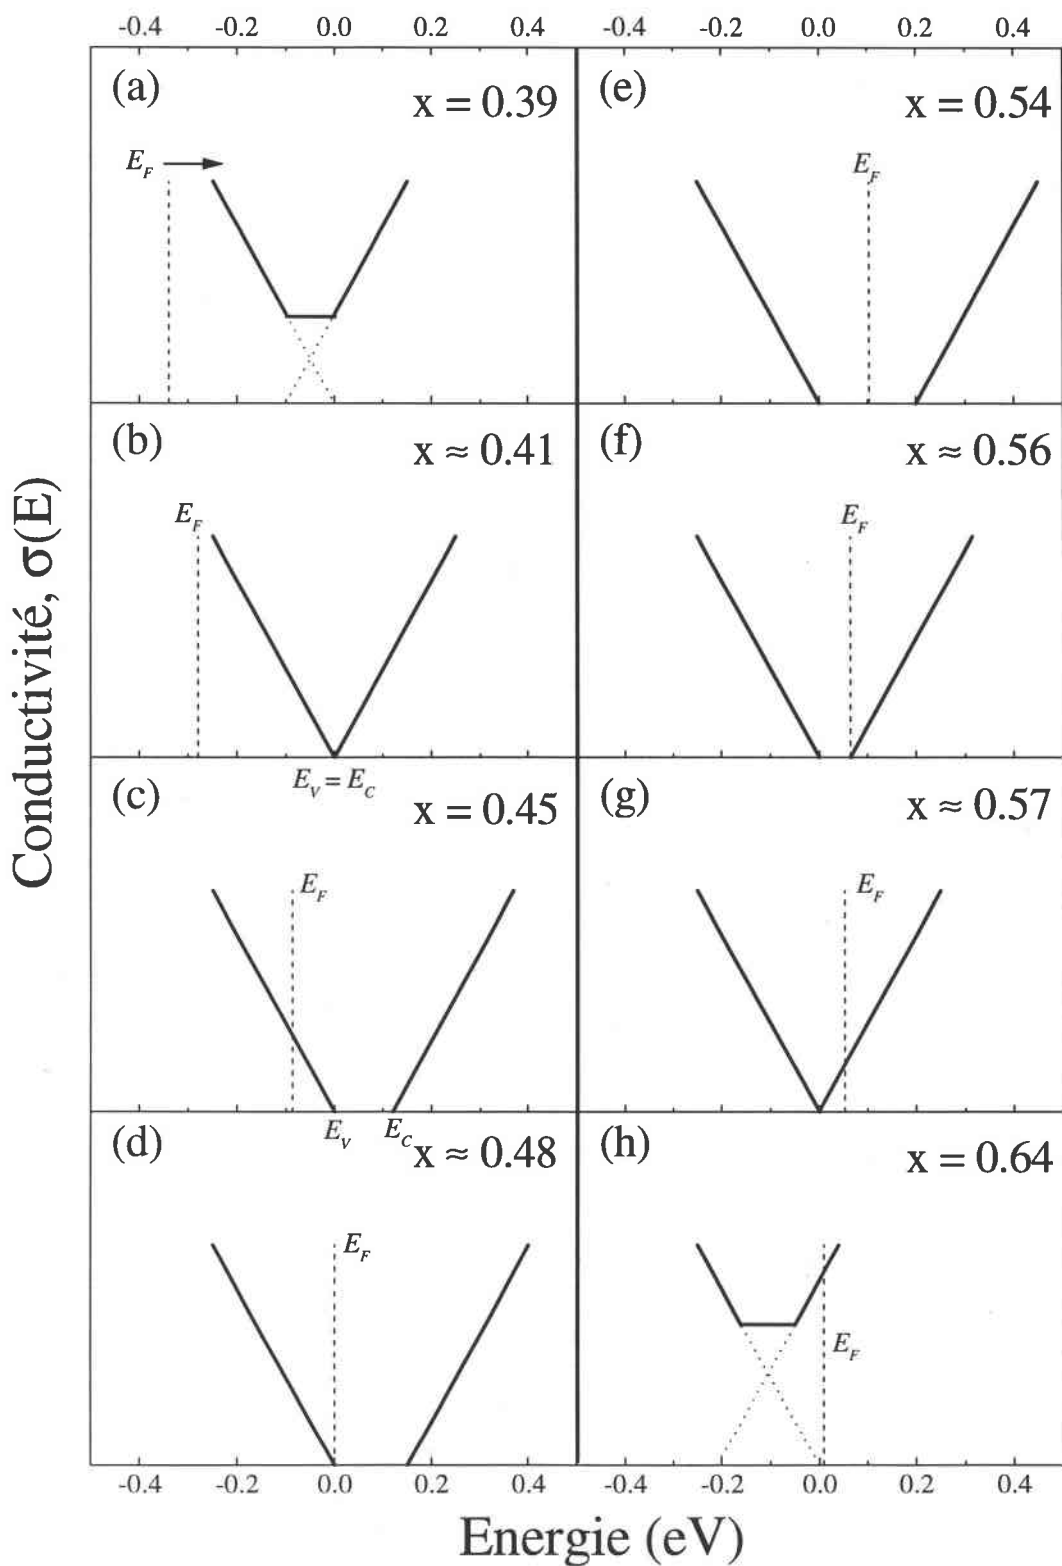 -0.4 -0.2 0.0 0.2 0.4 -0.4 -0.2 0.0 0.2 0.4
Conductivité, σ(E)
(a)
x = 0.39
E_F
(b)
x ≈ 0.41
E_F
E_V = E_C
(c)
x = 0.45
E_F
E_V E_C
(d)
x ≈ 0.48
E_F
(e)
x = 0.54
E_F
(f)
x ≈ 0.56
E_F
(g)
x ≈ 0.57
E_F
(h)
x = 0.64
E_F
-0.4 -0.2 0.0 0.2 0.4 -0.4 -0.2 0.0 0.2 0.4
Energie (eV)